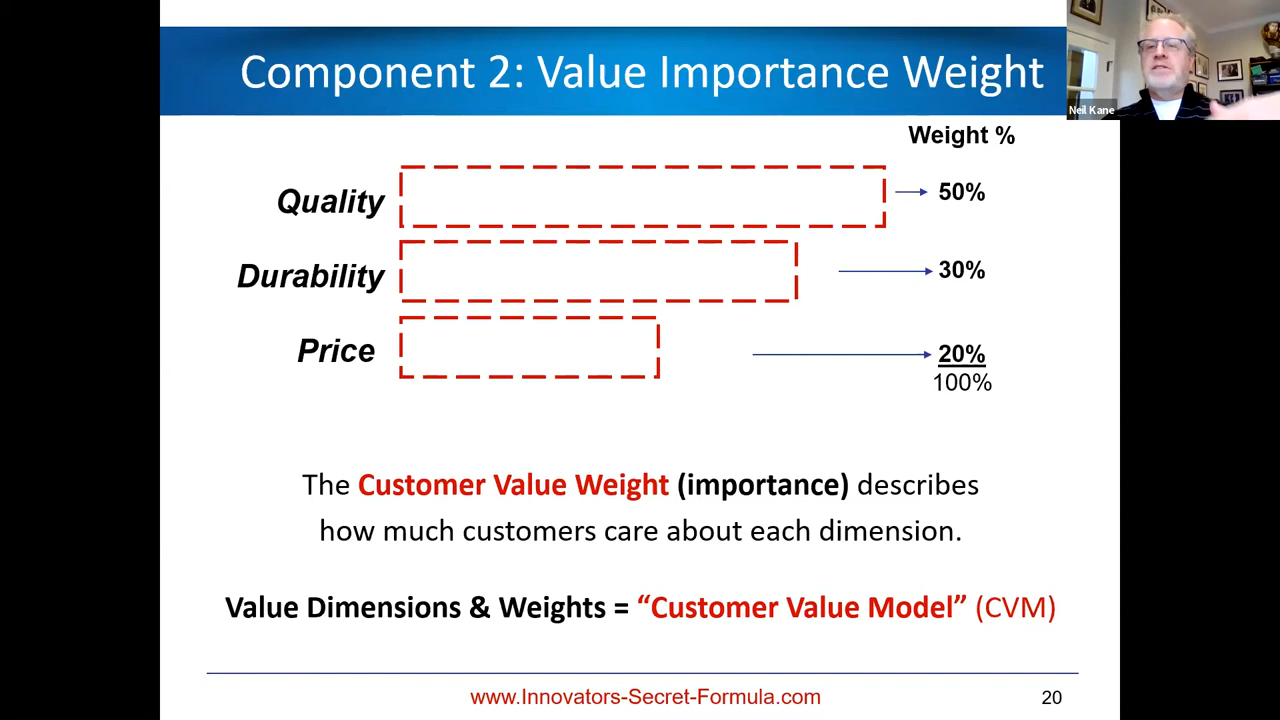 Component 2: Value Importance Weight
Neil Kane
Weight %
Quality
50%
Durability
30%
Price
20%
100%
The Customer Value Weight (importance) describes
how much customers care about each dimension.
Value Dimensions & Weights = “Customer Value Model” (CVM)
www.Innovators-Secret-Formula.com
20